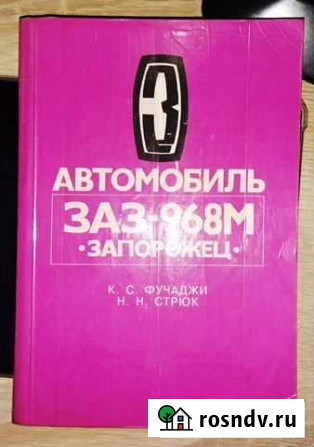 З
АВТОМОБИЛЬ
ЗАЗ-968М
•ЗАПОРОЖЕЦ•
К. С. ФУЧАДЖИ
Н. Н. СТРЮК
rosndv.ru